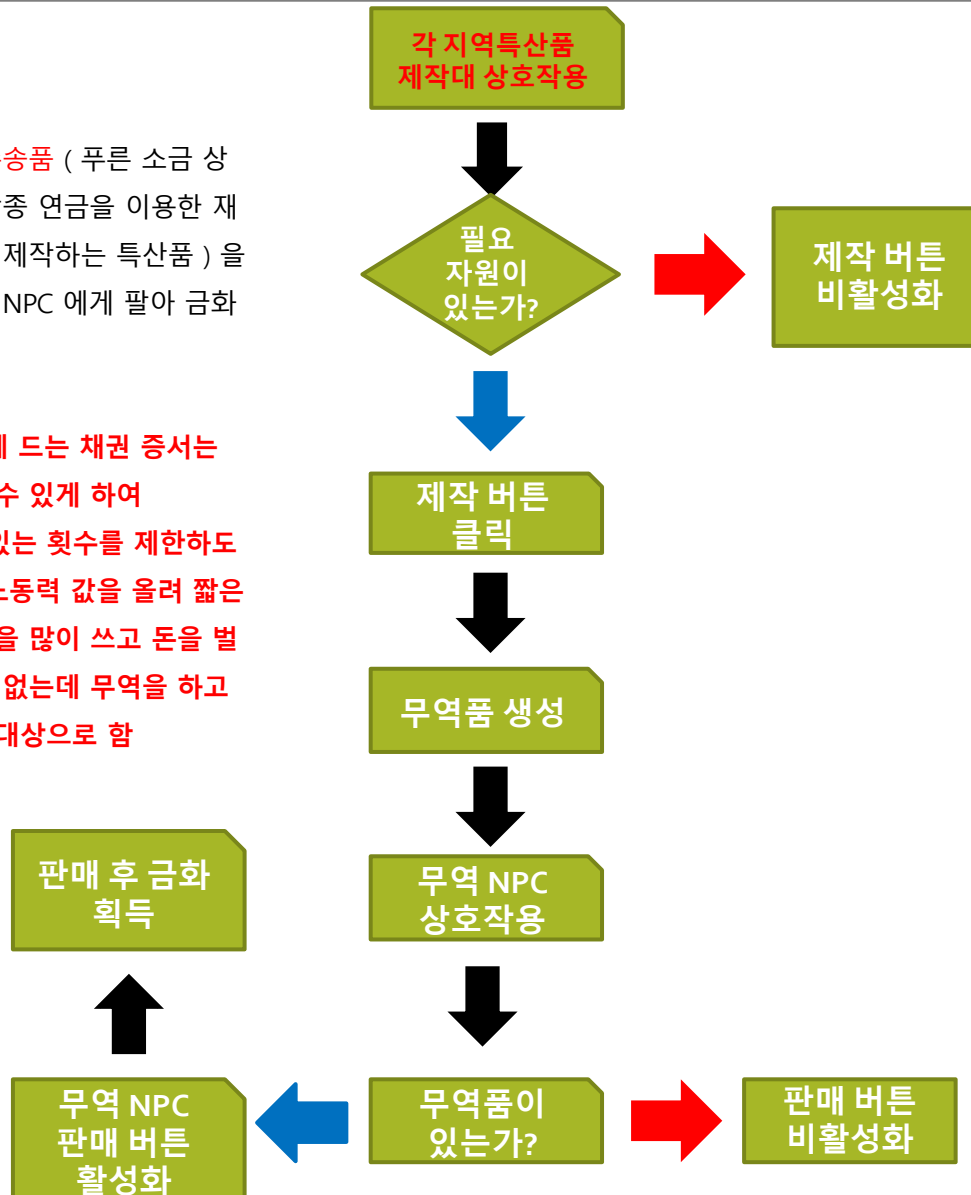 각 지역특산품
제작대 상호작용
송품 ( 푸른 소금 상
종 연금을 이용한 재
제작하는 특산품 ) 을
NPC 에게 팔아 금화
필요
자원이
있는가?
제작 버튼
비활성화
드는 채권 증서는
수 있게 하여
있는 횟수를 제한하도
노동력 값을 올려 짧은
을 많이 쓰고 돈을 벌
없는데 무역을 하고
대상으로 함
제작 버튼
클릭
무역품 생성
판매 후 금화
획득
무역 NPC
상호작용
무역 NPC
판매 버튼
활성화
무역품이
있는가?
판매 버튼
비활성화